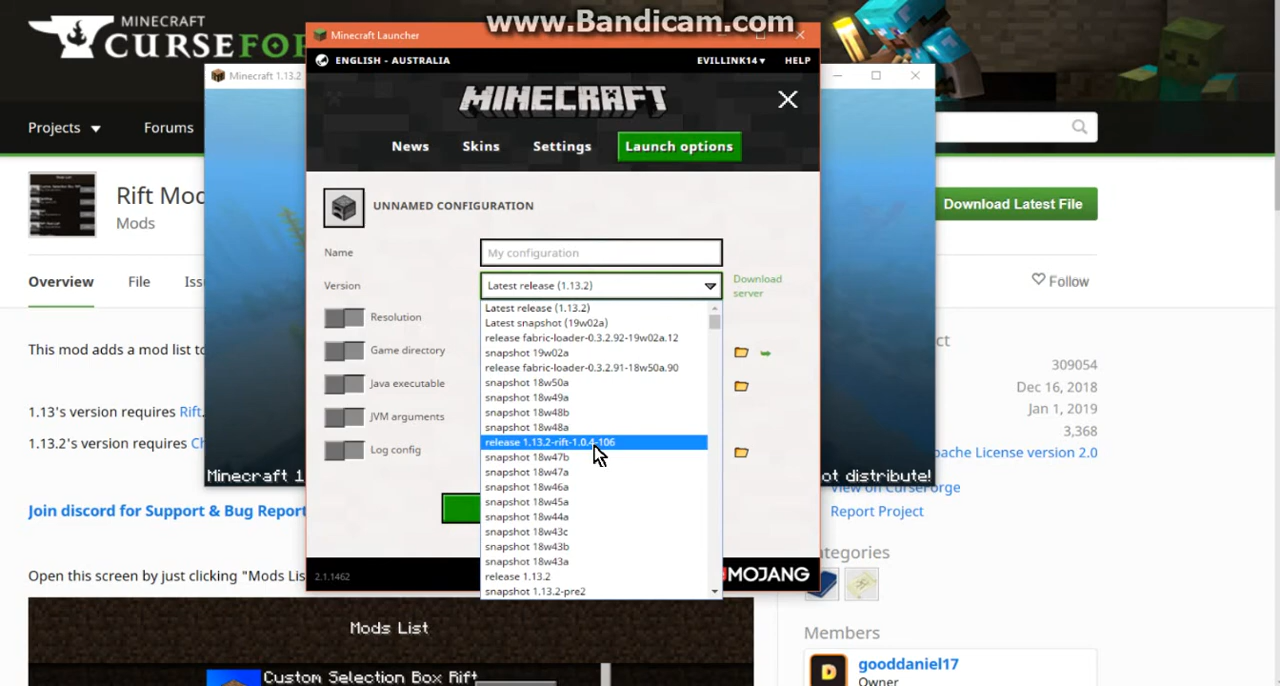 www.Bandicam.com
MINECRAFT
CURSEFOR
Minecraft Launcher
ENGLISH - AUSTRALIA
EVILLINK14▾
HELP
Minecraft 1.13.2
MINECRAFT
Projects
Forums
News
Skins
Settings
Launch options
Rift Mod
Mods
UNNAMED CONFIGURATION
Download Latest File
Name
My configuration
Version
Latest release (1.13.2)
Download
server
Overview
File
Follow
Latest release (1.13.2)
Latest snapshot (19w02a)
release fabric-loader-0.3.2.92-19w02a.12
snapshot 19w02a
release fabric-loader-0.3.2.91-18w50a.90
snapshot 18w50a
snapshot 18w49a
snapshot 18w48b
snapshot 18w48a
release 1.13.2-rift-1.0.4-106
snapshot 18w47b
snapshot 18w47a
snapshot 18w46a
snapshot 18w45a
snapshot 18w44a
snapshot 18w43c
snapshot 18w43b
snapshot 18w43a
release 1.13.2
snapshot 1.13.2-pre2
Resolution
Game directory
Java executable
JVM arguments
Log config
This mod adds a mod list to
1.13's version requires Rift.
1.13.2's version requires Ch
Minecraft 1
ot distribute!
Join discord for Support & Bug Report
Open this screen by just clicking "Mods Lis
2.1.1462
MOJANG
ct
309054
Dec 16, 2018
Jan 1, 2019
3,368
pache License version 2.0
View on CurseForge
Report Project
ategories
Members
gooddaniel17
Owner
Mods List
Custom Selection Box Rift